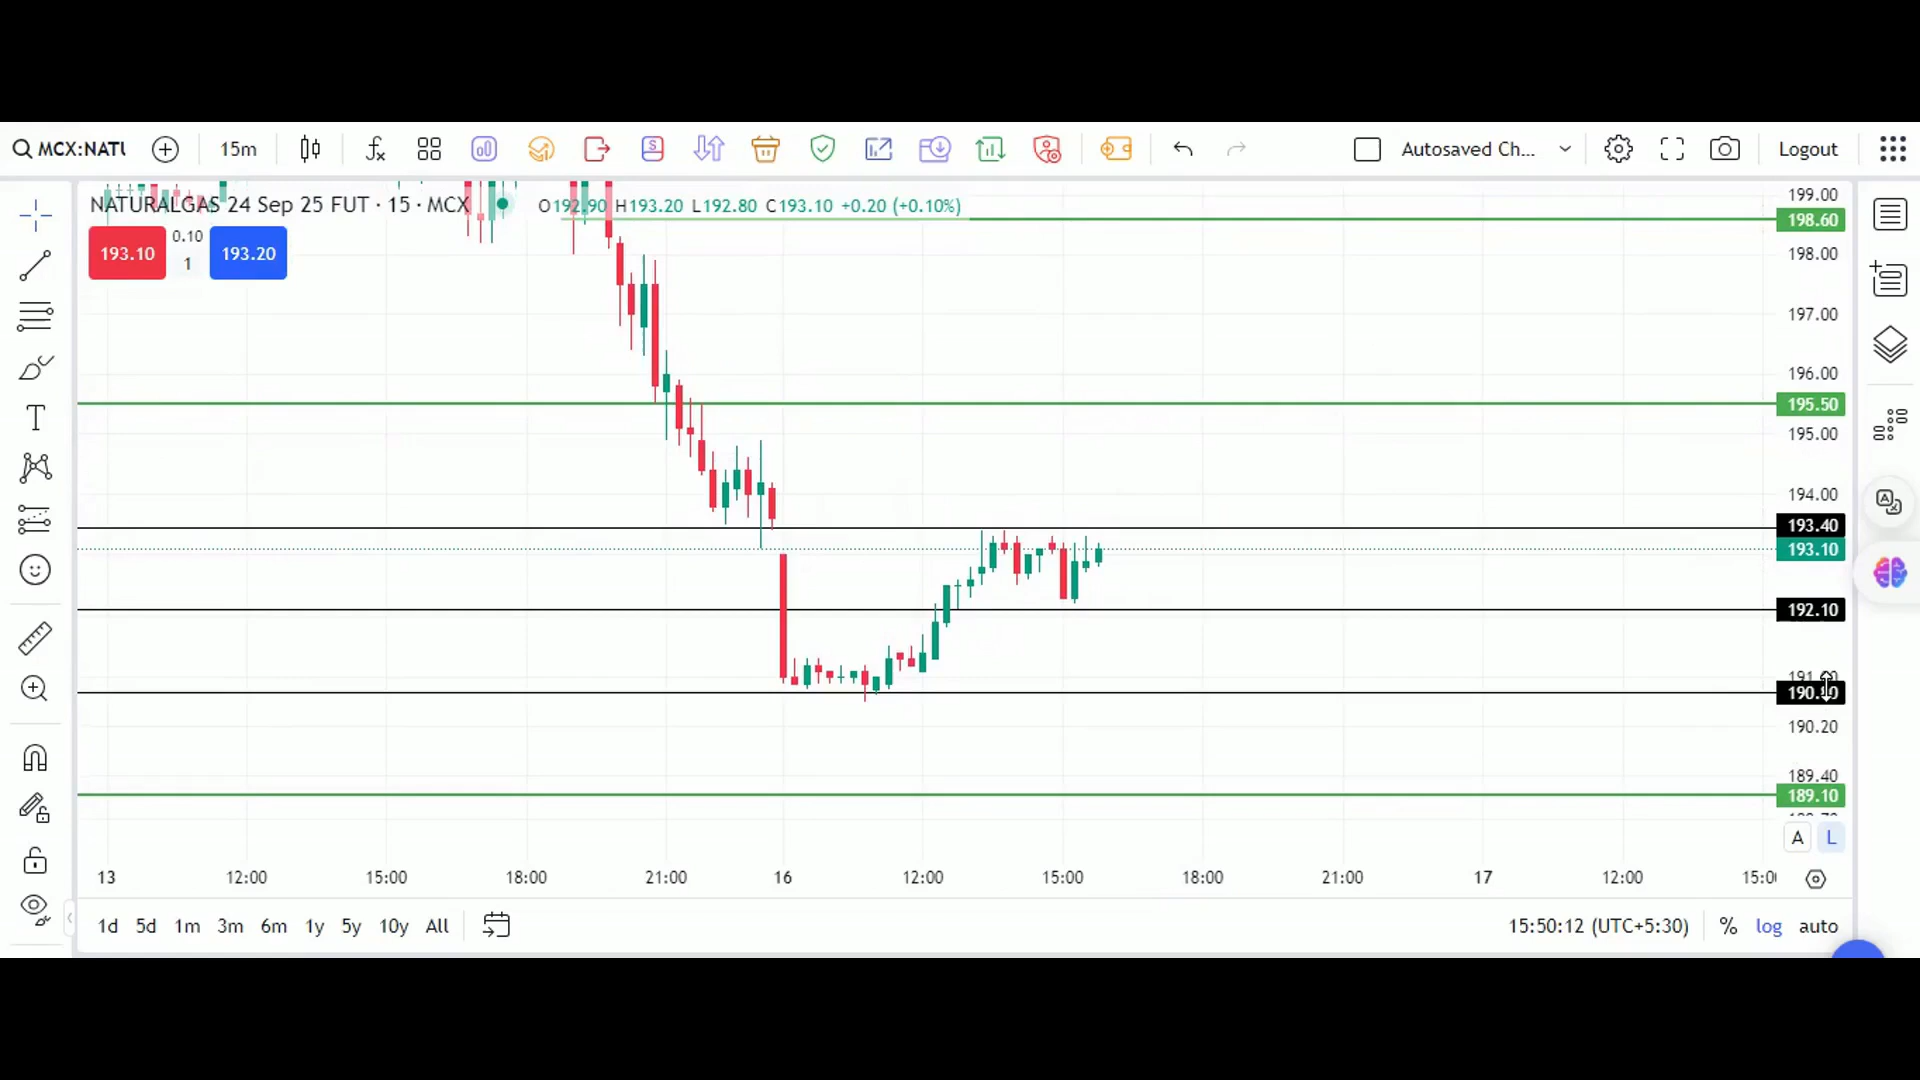 MCX:NATU
15m
Autosaved Ch...
Logout
NATURALGAS 24 Sep 25 FUT · 15 · MCX
O192.90 H193.20 L192.80 C193.10 +0.20 (+0.10%)
193.10
0.10
1
193.20
199.00
198.60
198.00
197.00
196.00
195.50
195.00
194.00
193.40
193.10
192.10
190.20
189.40
189.10
A L
13 12:00 15:00 18:00 21:00 16 12:00 15:00 18:00 21:00 17 12:00
1d 5d 1m 3m 6m 1y 5y 10y All
15:50:12 (UTC+5:30) % log auto